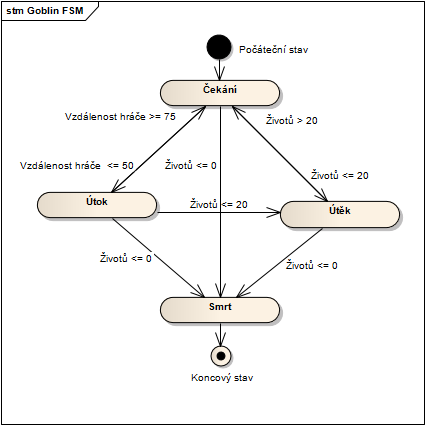 stm Goblin FSM
Počáteční stav
Čekání
Vzdálenost hráče >= 75
Životů > 20
Vzdálenost hráče <= 50
Životů <= 0
Životů <= 20
Útok
Životů <= 20
Útěk
Životů <= 0
Životů <= 0
Smrt
Koncový stav